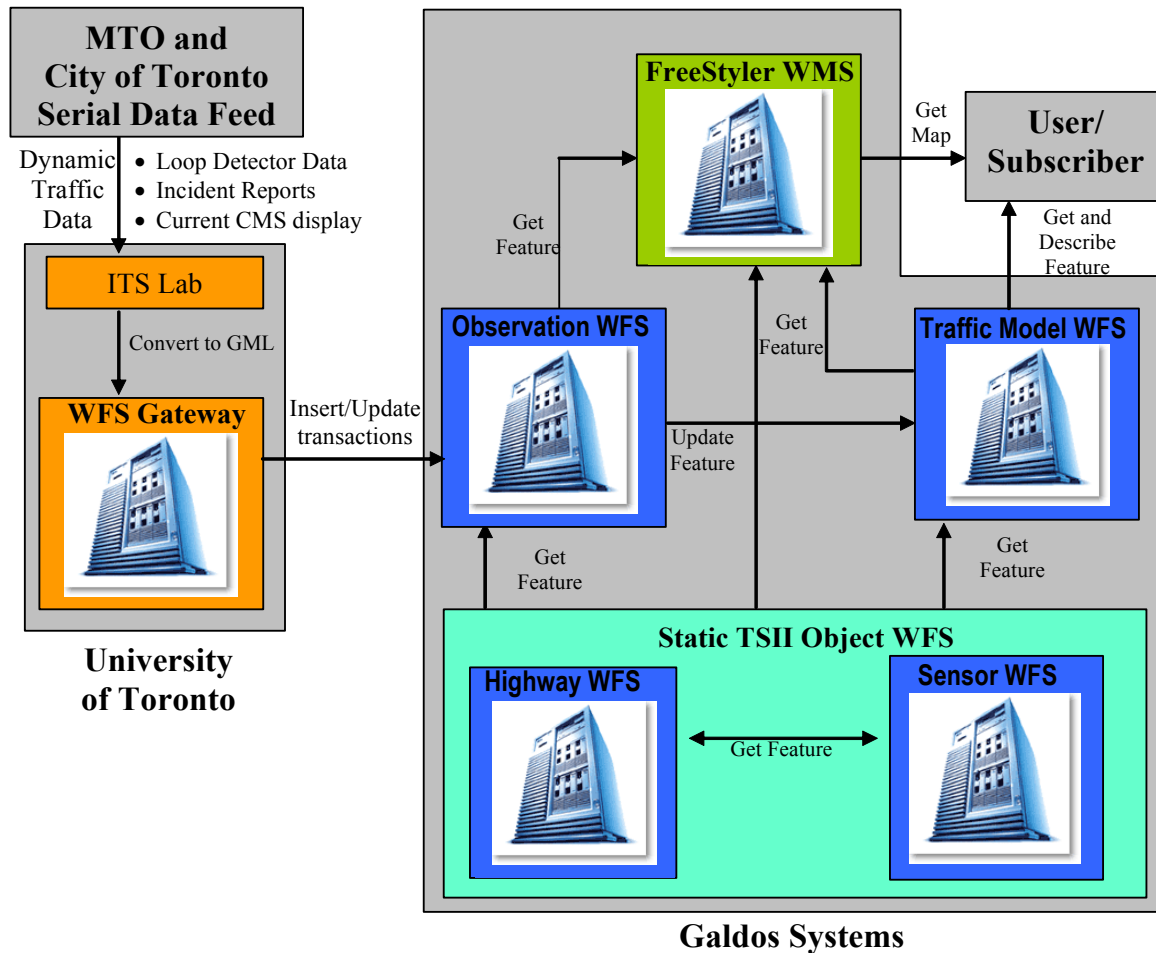 MTO and
City of Toronto
Serial Data Feed
Dynamic
Traffic
Data
• Loop Detector Data
• Incident Reports
• Current CMS display
ITS Lab
Convert to GML
WFS Gateway
University
of Toronto
Insert/Update
transactions
FreeStyler WMS
Get
Map
User/
Subscriber
Get
Feature
Get and
Describe
Feature
Observation WFS
Get
Feature
Traffic Model WFS
Update
Feature
Get
Feature
Get
Feature
Static TSII Object WFS
Highway WFS
Sensor WFS
Get Feature
Galdos Systems